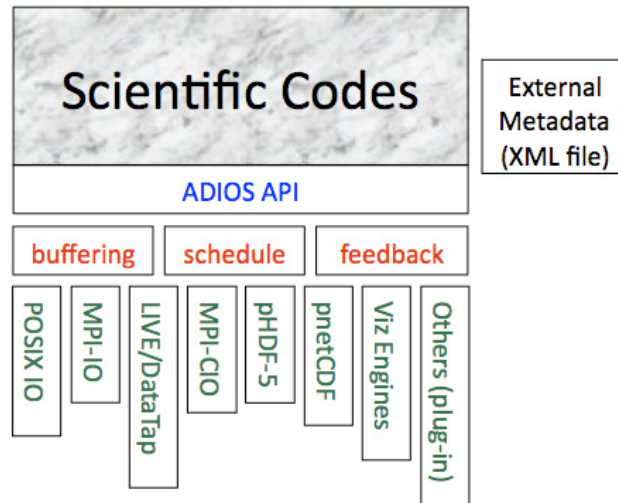 Scientific Codes
External
Metadata
(XML file)
ADIOS API
buffering
schedule
feedback
POSIX IO
MPI-IO
LIVE/DataTap
MPI-CIO
pHDF-5
pnetCDF
Viz Engines
Others (plug-in)